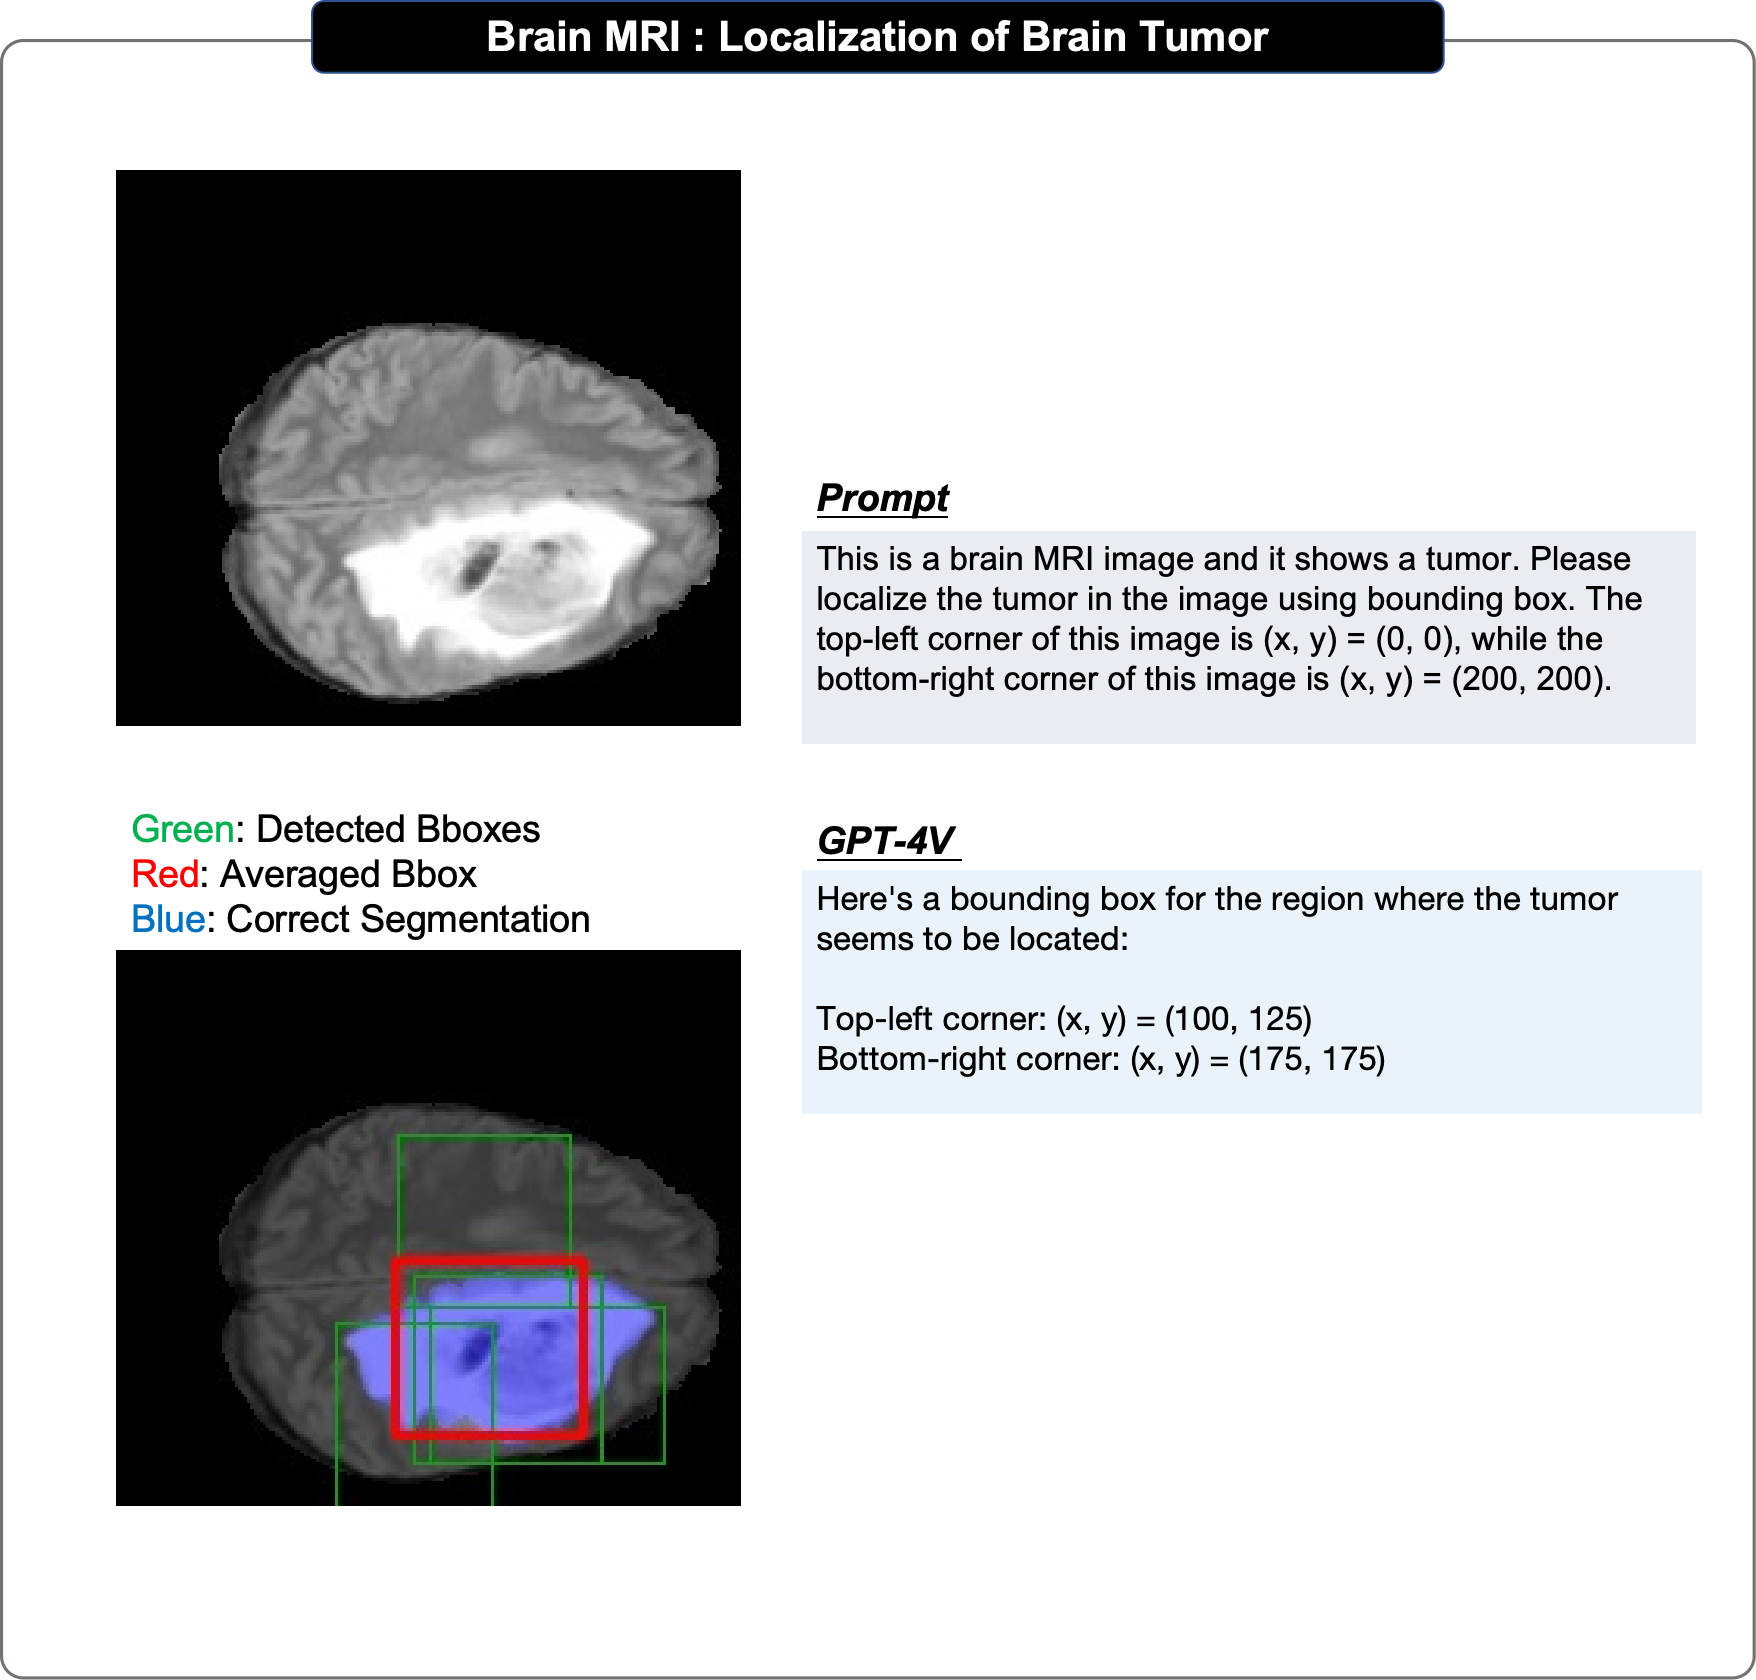 Brain MRI : Localization of Brain Tumor
Prompt
This is a brain MRI image and it shows a tumor. Please
localize the tumor in the image using bounding box. The
top-left corner of this image is (x, y) = (0, 0), while the
bottom-right corner of this image is (x, y) = (200, 200).
Green: Detected Bboxes
Red: Averaged Bbox
Blue: Correct Segmentation
GPT-4V
Here's a bounding box for the region where the tumor
seems to be located:
Top-left corner: (x, y) = (100, 125)
Bottom-right corner: (x, y) = (175, 175)